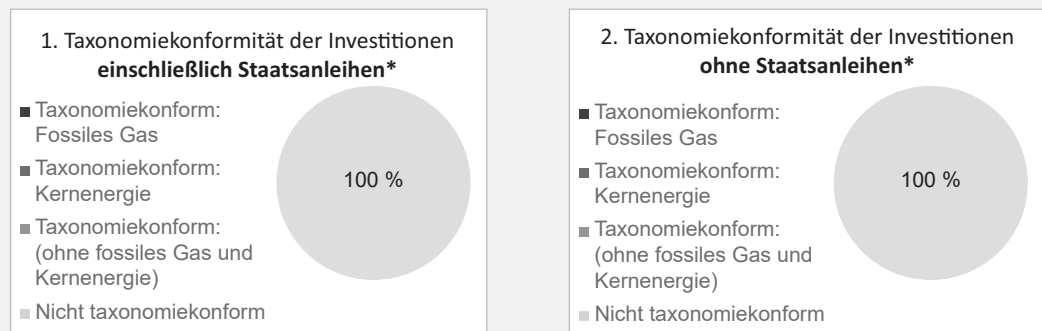 1. Taxonomiekonformität der Investitionen
einschließlich Staatsanleihen*
Taxonomiekonform:
Fossiles Gas
Taxonomiekonform:
Kernenergie
Taxonomiekonform:
(ohne fossiles Gas und
Kernenergie)
Nicht taxonomiekonform
100 %
2. Taxonomiekonformität der Investitionen
ohne Staatsanleihen*
Taxonomiekonform:
Fossiles Gas
Taxonomiekonform:
Kernenergie
Taxonomiekonform:
(ohne fossiles Gas und
Kernenergie)
Nicht taxonomiekonform
100 %